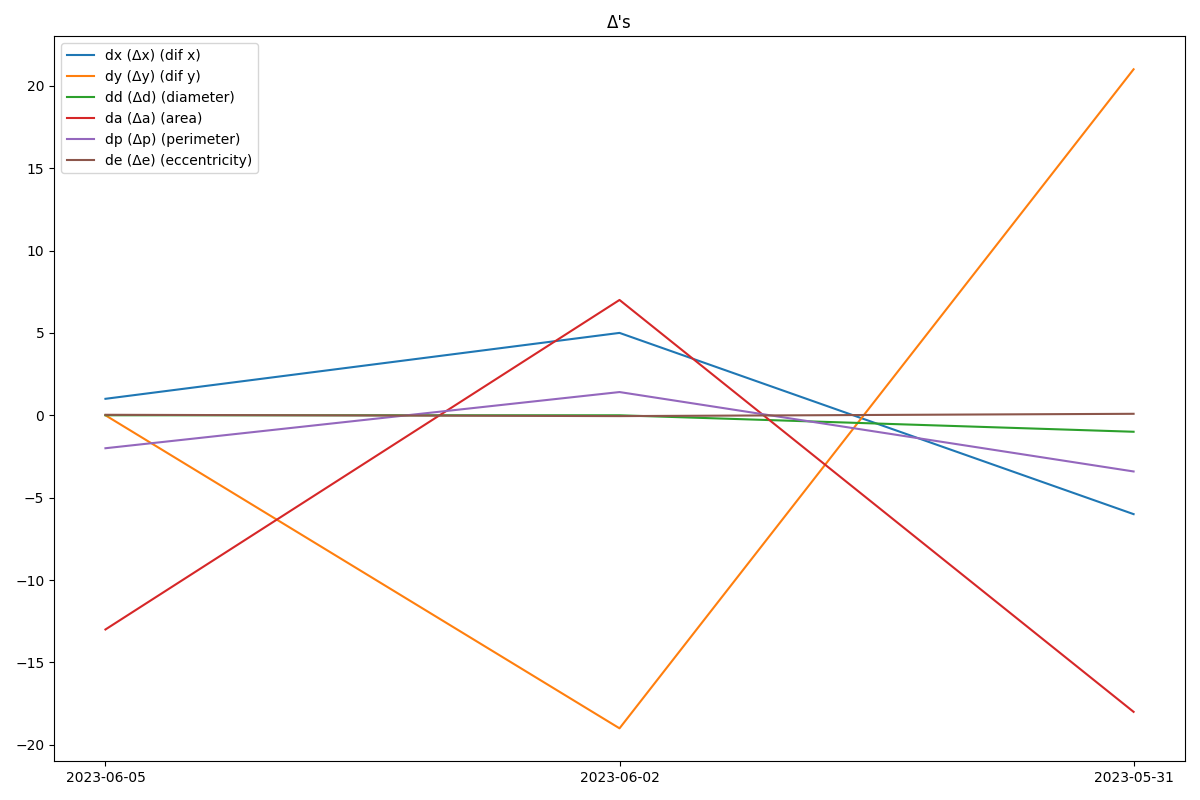 Δ's
dx (Δx) (dif x)
dy (Δy) (dif y)
dd (Δd) (diameter)
da (Δa) (area)
dp (Δp) (perimeter)
de (Δe) (eccentricity)
20
15
10
5
0
−5
−10
−15
−20
2023-06-05 2023-06-02 2023-05-31